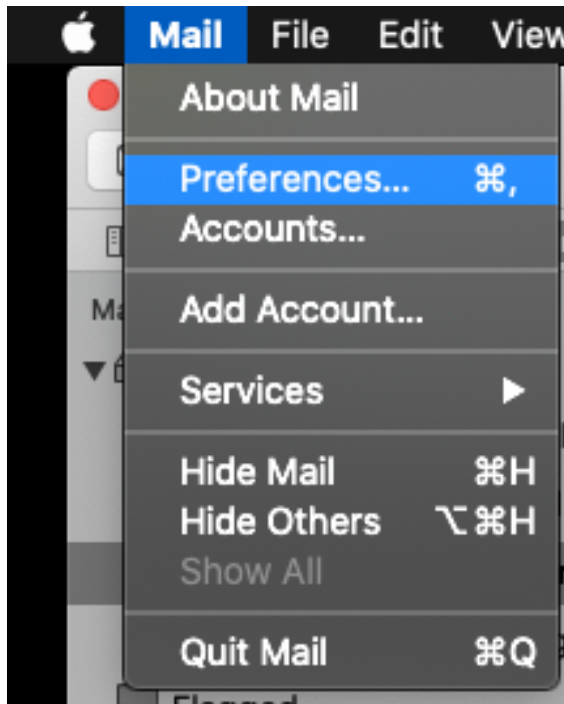 Mail File Edit View
About Mail
Preferences... ⌘,
Accounts...
Add Account...
Services ▶
Hide Mail ⌘H
Hide Others ⌥⌘H
Show All
Quit Mail ⌘Q
Flagged